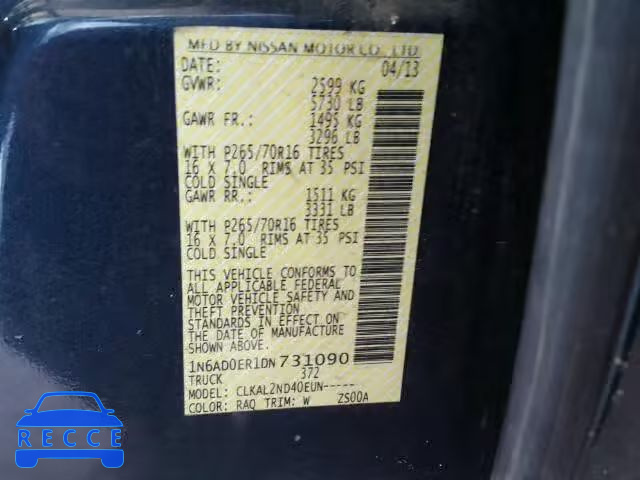 MFD BY NISSAN MOTOR CO., LTD.
DATE: 04/13
GVWR: 2599 KG
5730 LB
GAWR FR.: 1495 KG
3296 LB
WITH P265/70R16 TIRES
16 X 7.0 RIMS AT 35 PSI
COLD SINGLE
GAWR RR.: 1511 KG
3331 LB
WITH P265/70R16 TIRES
16 X 7.0 RIMS AT 35 PSI
COLD SINGLE
THIS VEHICLE CONFORMS TO
ALL APPLICABLE FEDERAL
MOTOR VEHICLE SAFETY AND
THEFT PREVENTION
STANDARDS IN EFFECT ON
THE DATE OF MANUFACTURE
SHOWN ABOVE.
1N6AD0ER1DN731090
TRUCK 372
MODEL: CLKAL2ND40EUN-----
COLOR: RAQ TRIM: W ZS00A
RECCE